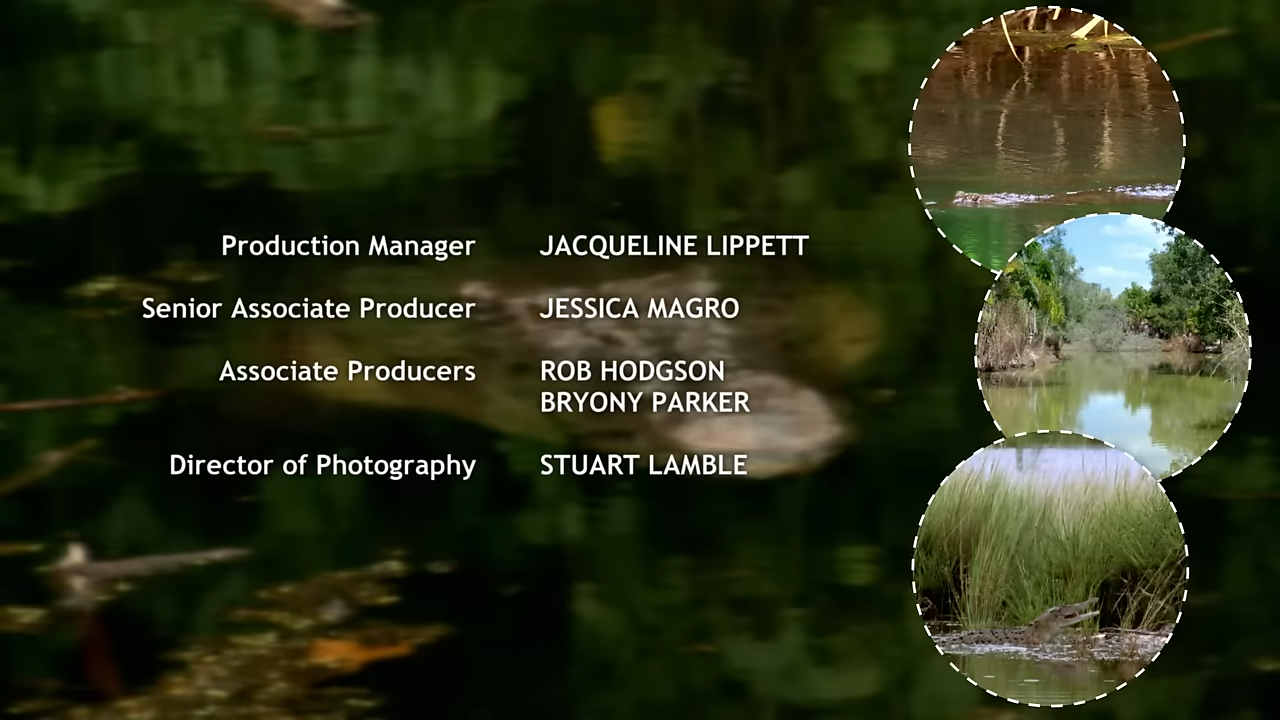 Production Manager JACQUELINE LIPPETT
Senior Associate Producer JESSICA MAGRO
Associate Producers ROB HODGSON
BRYONY PARKER
Director of Photography STUART LAMBLE